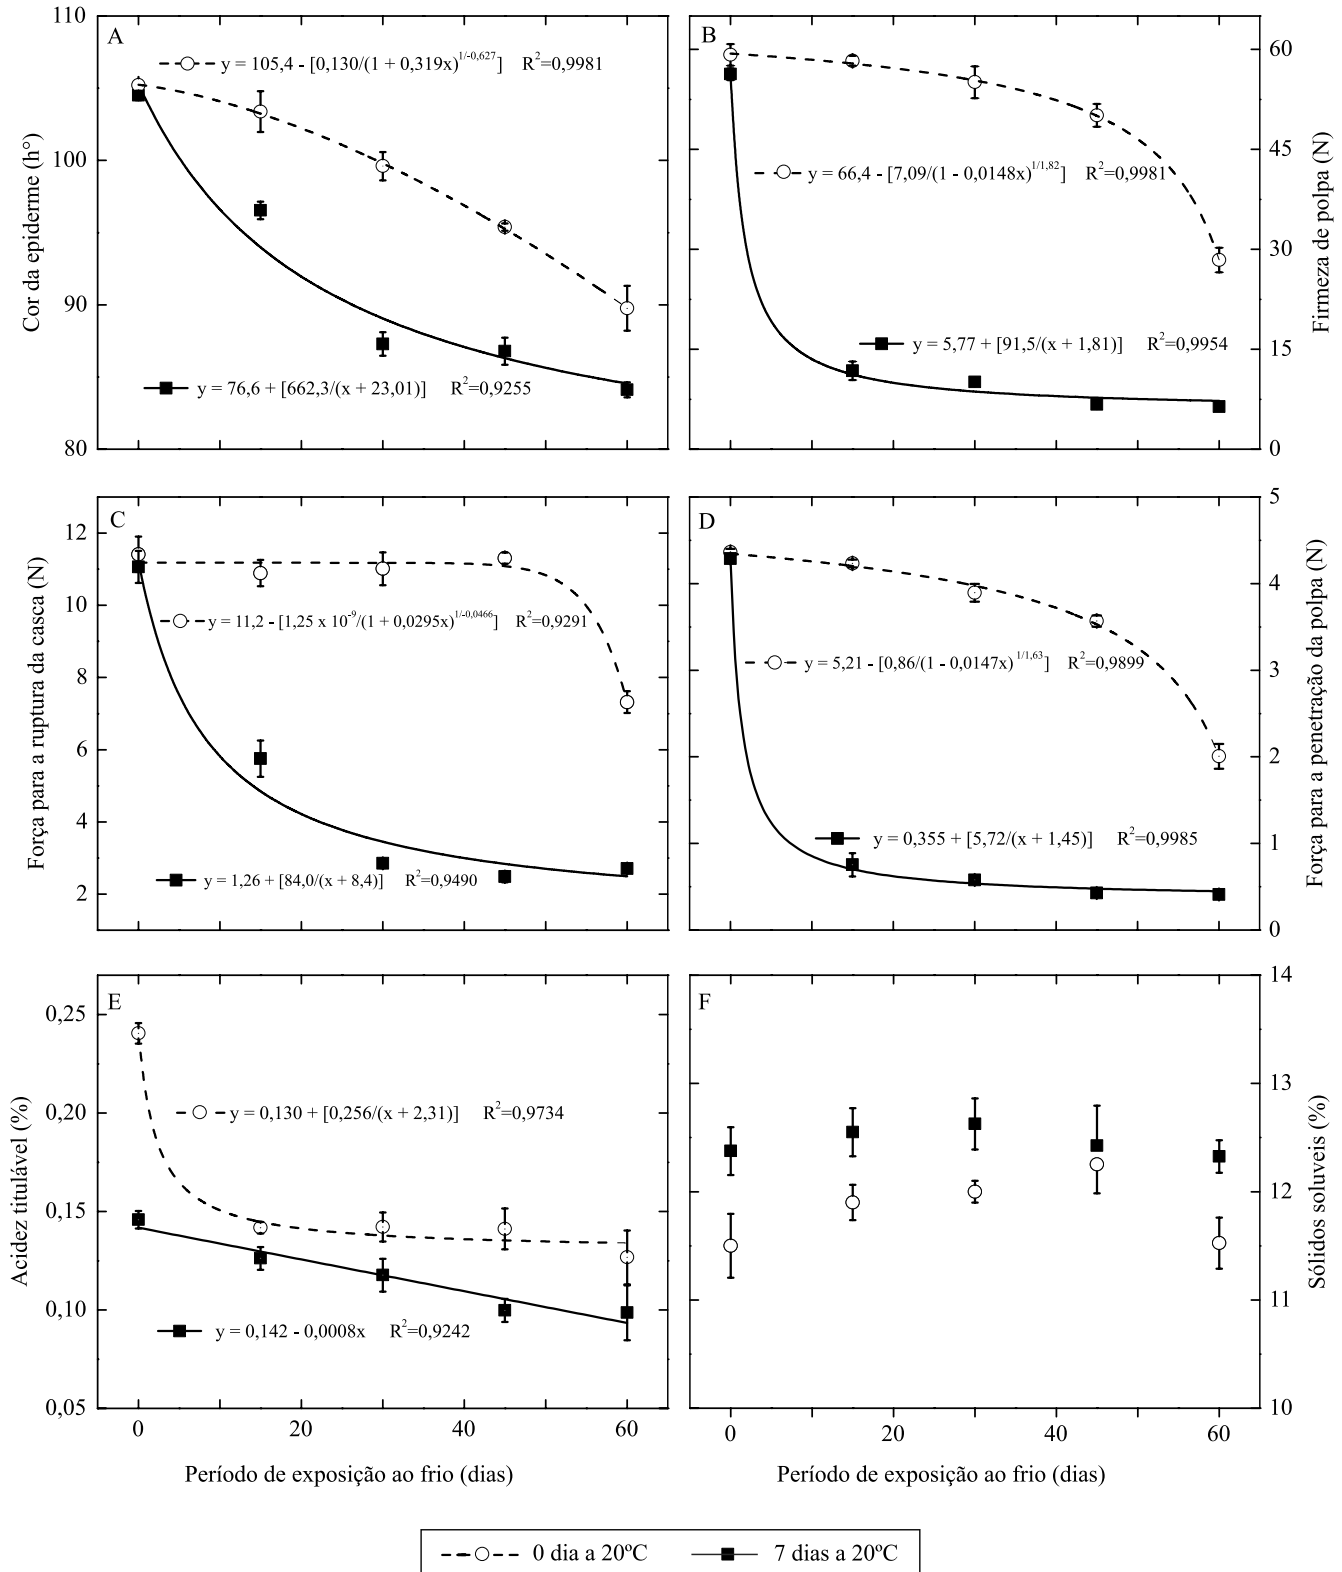 110
A
y = 105,4 - [0,130/(1 + 0,319x)^1/-0,627] R²=0,9981
100
90
80
Cor da epiderme (h°)
y = 76,6 + [662,3/(x + 23,01)] R²=0,9255
B
60
45
30
15
0
Firmeza de polpa (N)
y = 66,4 - [7,09/(1 - 0,0148x)^1/1,82] R²=0,9981
y = 5,77 + [91,5/(x + 1,81)] R²=0,9954
C
12
10
8
6
4
2
Força para a ruptura da casca (N)
y = 11,2 - [1,25 x 10^-9/(1 + 0,0295x)^1/-0,0466] R²=0,9291
y = 1,26 + [84,0/(x + 8,4)] R²=0,9490
D
5
4
3
2
1
0
Força para a penetração da polpa (N)
y = 5,21 - [0,86/(1 - 0,0147x)^1/1,63] R²=0,9899
y = 0,355 + [5,72/(x + 1,45)] R²=0,9985
E
0,25
0,20
0,15
0,10
0,05
Acidez titulável (%)
y = 0,130 + [0,256/(x + 2,31)] R²=0,9734
y = 0,142 - 0,0008x R²=0,9242
0 20 40 60
Período de exposição ao frio (dias)
F
14
13
12
11
10
Sólidos soluveis (%)
0 20 40 60
Período de exposição ao frio (dias)
0 dia a 20ºC 7 dias a 20ºC